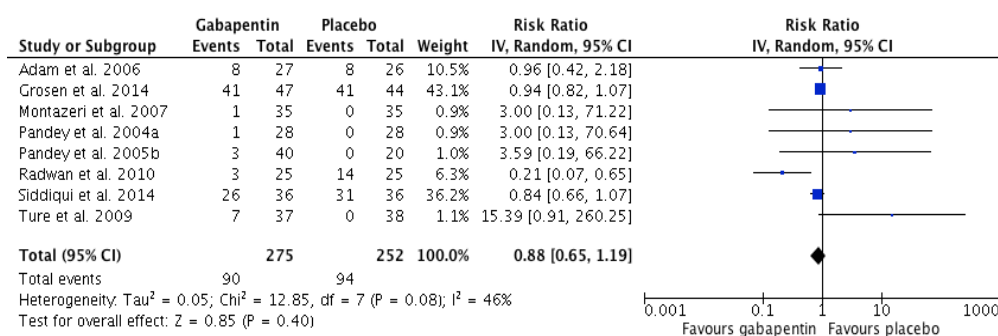 Gabapentin Placebo Risk Ratio Risk Ratio
Study or Subgroup Events Total Events Total Weight IV, Random, 95% CI IV, Random, 95% CI
Adam et al. 2006 8 27 8 26 10.5% 0.96 [0.42, 2.18]
Grosen et al. 2014 41 47 41 44 43.1% 0.94 [0.82, 1.07]
Montazeri et al. 2007 1 35 0 35 0.9% 3.00 [0.13, 71.22]
Pandey et al. 2004a 1 28 0 28 0.9% 3.00 [0.13, 70.64]
Pandey et al. 2005b 3 40 0 20 1.0% 3.59 [0.19, 66.22]
Radwan et al. 2010 3 25 14 25 6.3% 0.21 [0.07, 0.65]
Siddiqui et al. 2014 26 36 31 36 36.2% 0.84 [0.66, 1.07]
Ture et al. 2009 7 37 0 38 1.1% 15.39 [0.91, 260.25]
Total (95% CI) 275 252 100.0% 0.88 [0.65, 1.19]
Total events 90 94
Heterogeneity: Tau² = 0.05; Chi² = 12.85, df = 7 (P = 0.08); I² = 46%
Test for overall effect: Z = 0.85 (P = 0.40)
0.001 0.1 1 10 1000
Favours gabapentin Favours placebo